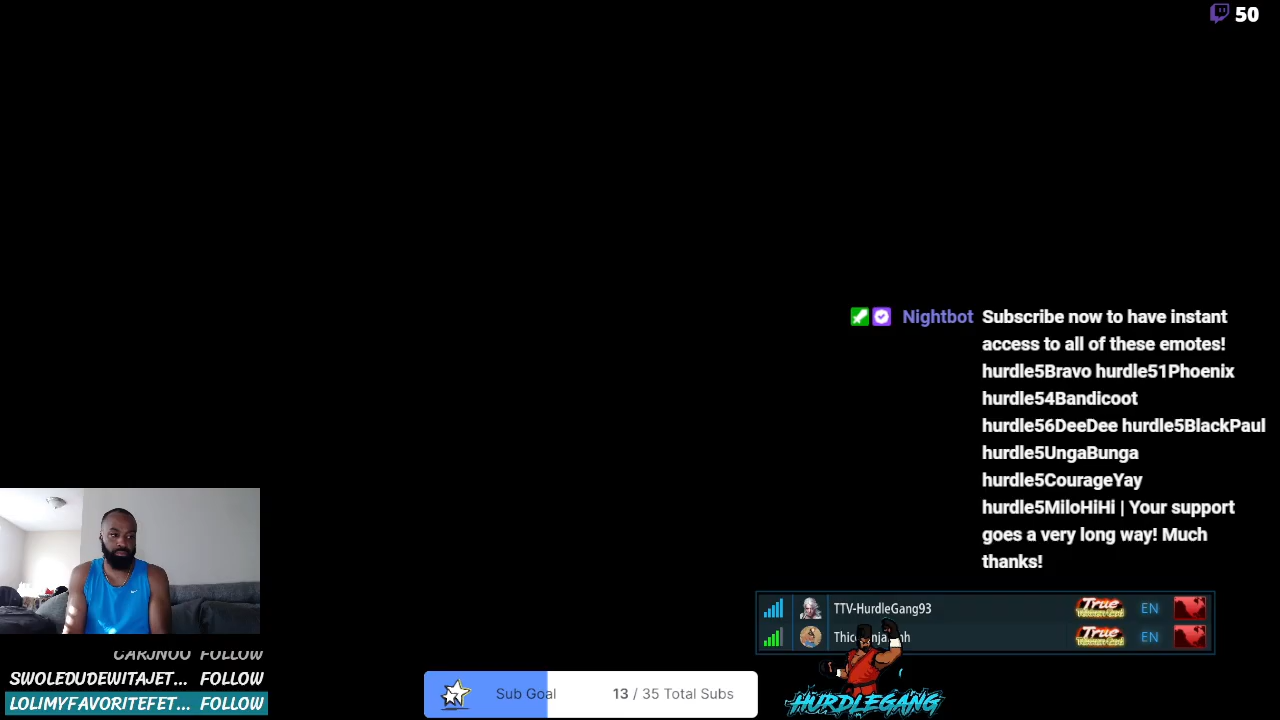 50
Nightbot Subscribe now to have instant
access to all of these emotes!
hurdle5Bravo hurdle51Phoenix
hurdle54Bandicoot
hurdle56DeeDee hurdle5BlackPaul
hurdle5UngaBunga
hurdle5CourageYay
hurdle5MiloHiHi | Your support
goes a very long way! Much
thanks!
TTV-HurdleGang93 True EN
True EN
CARJNOO FOLLOW
SWOLEDUDEWITAJET... FOLLOW
LOLIMYFAVORITEFET... FOLLOW
Sub Goal 13 / 35 Total Subs
HURDLEGANG